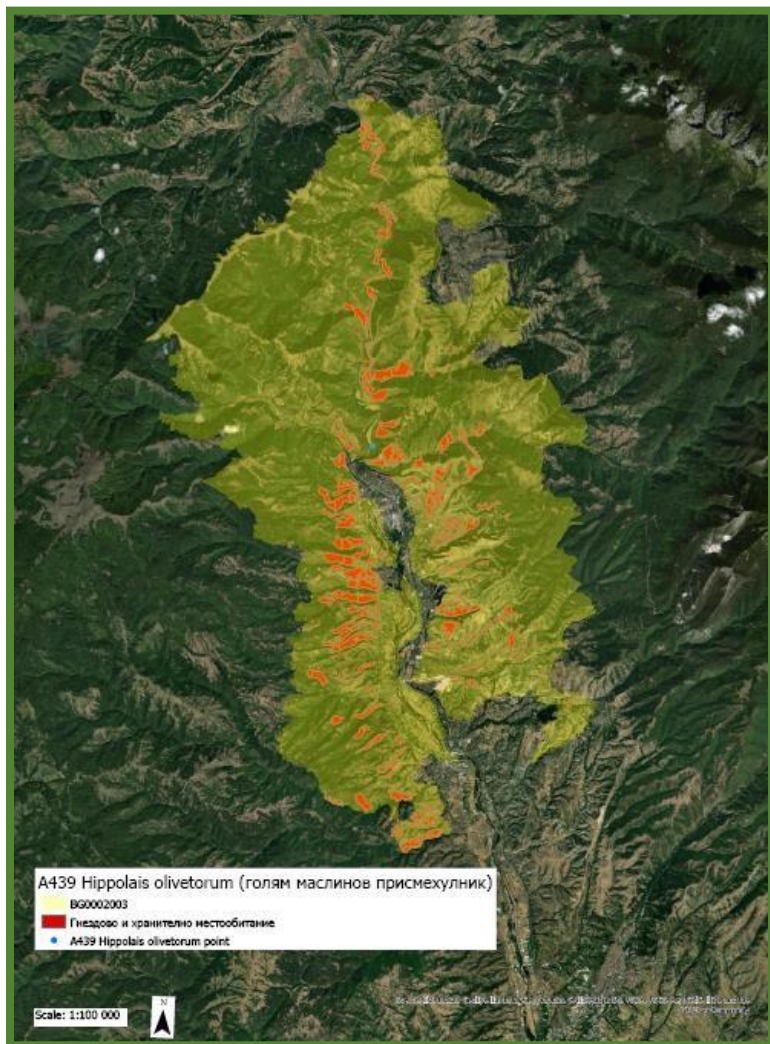 A439 Hippolais olivetorum (голям маслинов присмехулник)
BG0002003
Гнездово и хранително местообитание
A439 Hippolais olivetorum point
N
Scale: 1:100 000